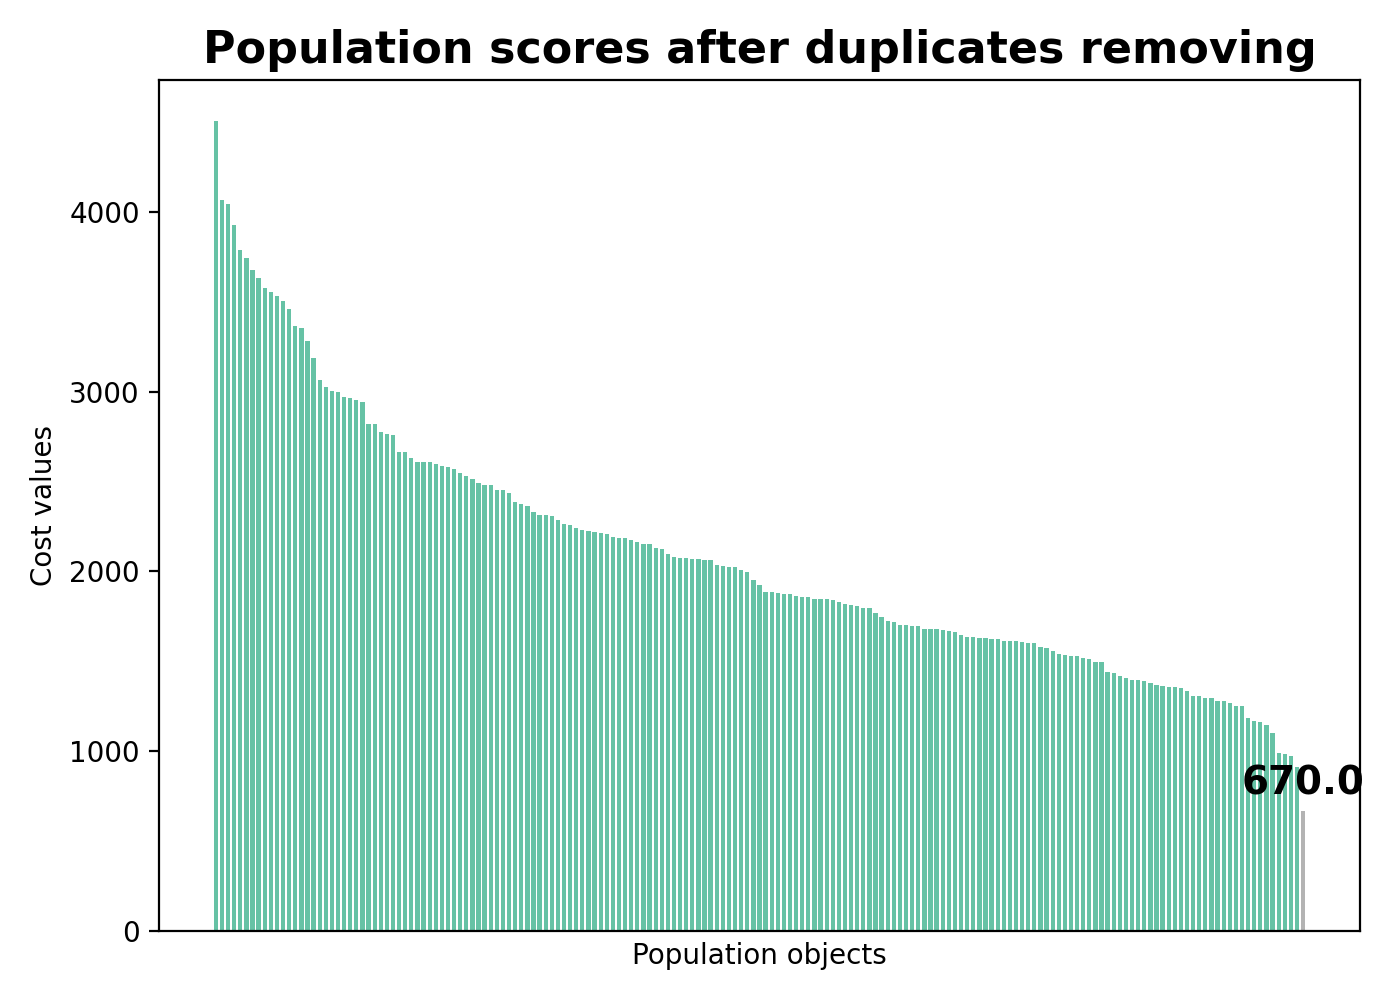 Population scores after duplicates removing
4000
3000
2000
1000
0
Cost values
670.0
Population objects